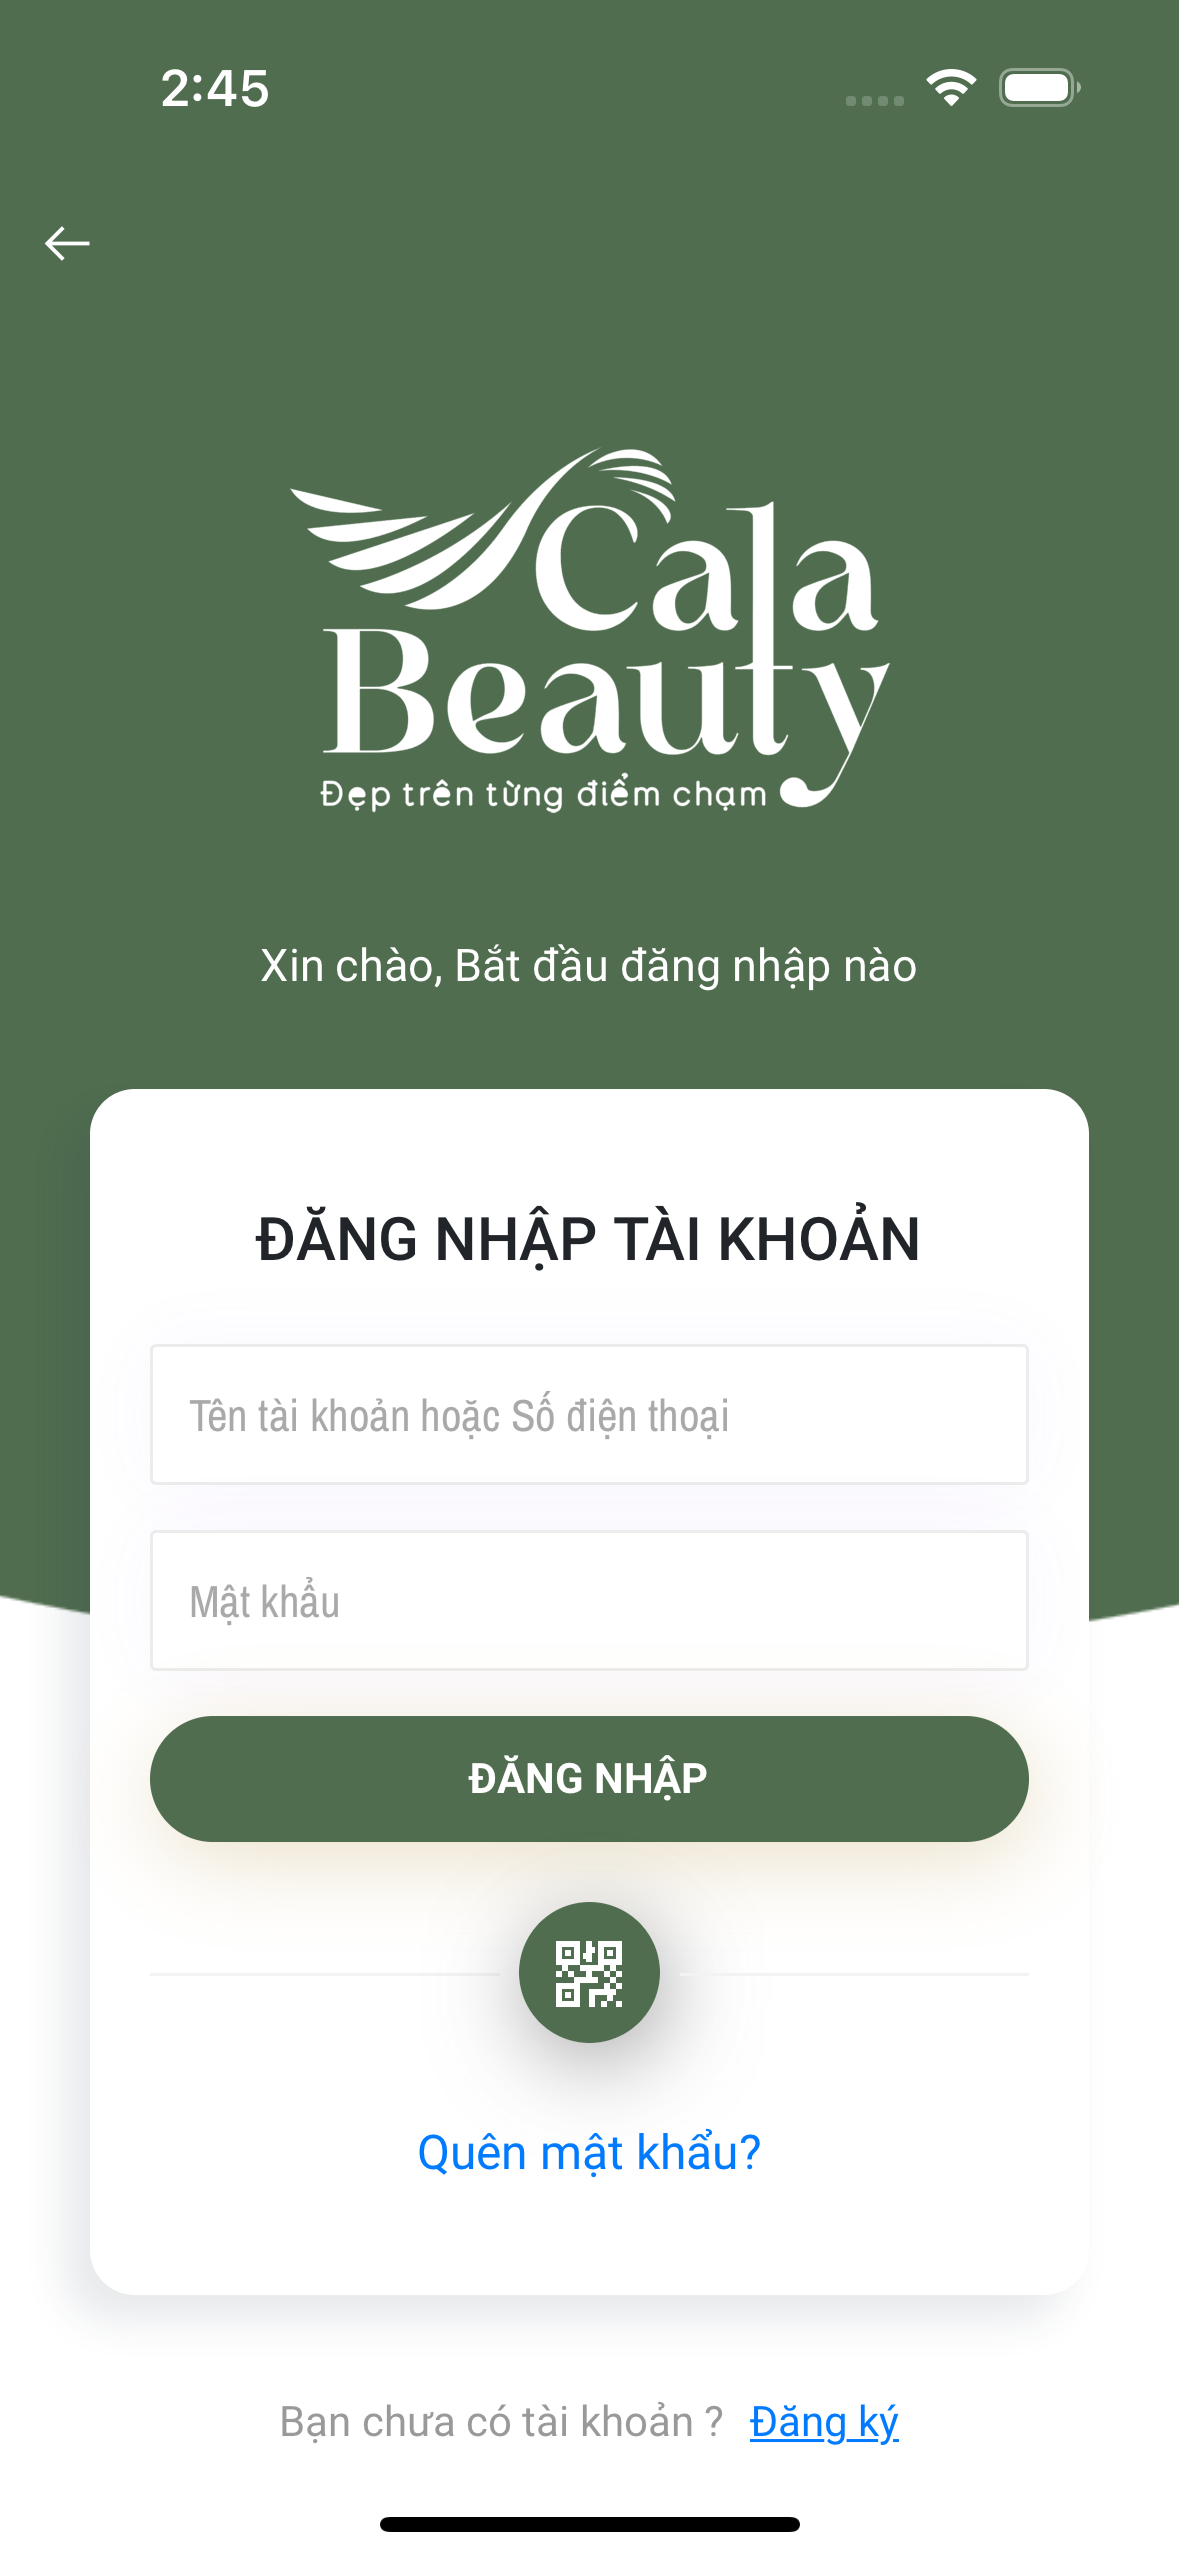 2:45
Cala
Beauty
Đẹp trên từng điểm chạm
Xin chào, Bắt đầu đăng nhập nào
ĐĂNG NHẬP TÀI KHOẢN
Tên tài khoản hoặc Số điện thoại
Mật khẩu
ĐĂNG NHẬP
Quên mật khẩu?
Bạn chưa có tài khoản ? Đăng ký